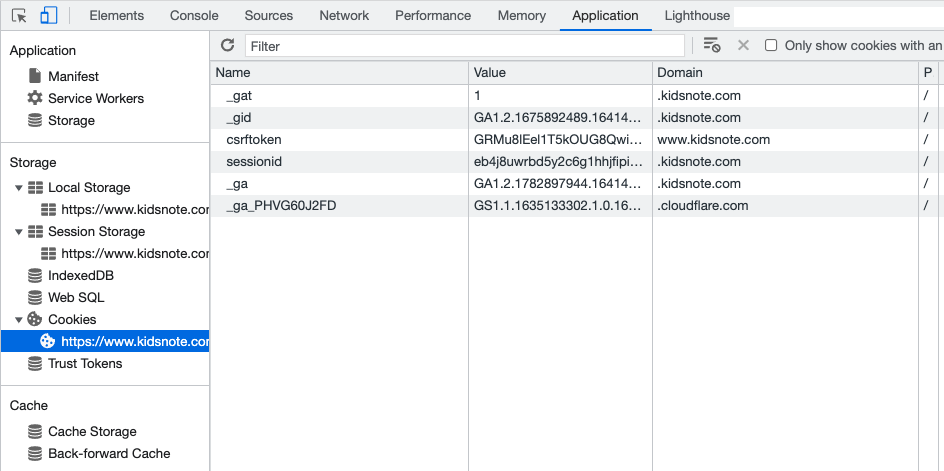 Elements Console Sources Network Performance Memory Application Lighthouse
Application
Manifest
Service Workers
Storage
Storage
Local Storage
https://www.kidsnote.cor
Session Storage
https://www.kidsnote.cor
IndexedDB
Web SQL
Cookies
https://www.kidsnote.cor
Trust Tokens
Cache
Cache Storage
Back-forward Cache
Filter Only show cookies with an
Name Value Domain P
_gat 1 .kidsnote.com /
_gid GA1.2.1675892489.16414... .kidsnote.com /
csrftoken GRMu8lEel1T5kOUG8Qwi... www.kidsnote.com /
sessionid eb4j8uwrbd5y2c6g1hhjfipi... .kidsnote.com /
_ga GA1.2.1782897944.16414... .kidsnote.com /
_ga_PHVG60J2FD GS1.1.1635133302.1.0.16... .cloudflare.com /